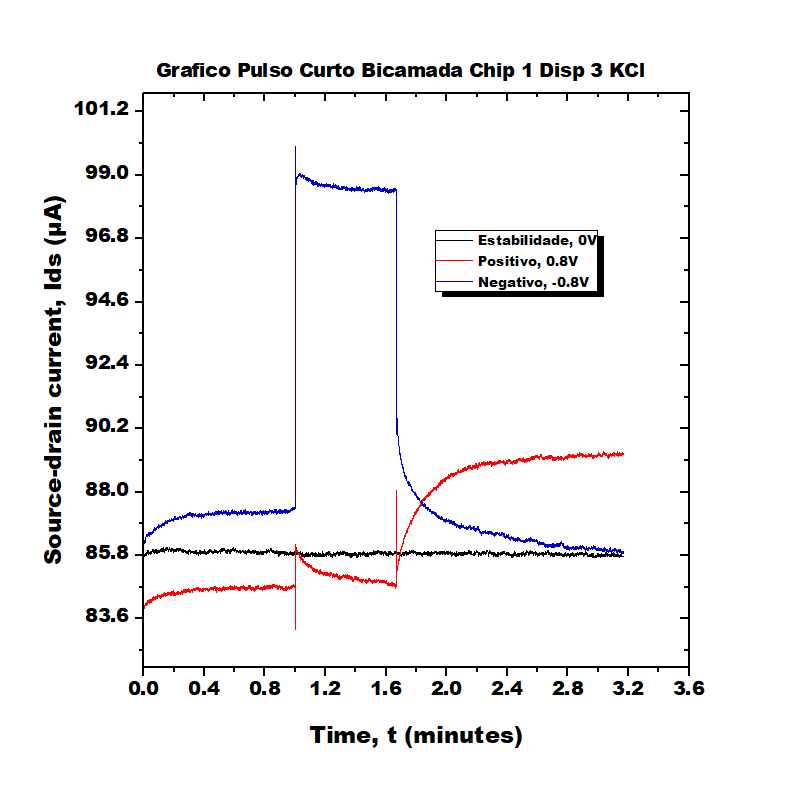 Grafico Pulso Curto Bicamada Chip 1 Disp 3 KCl
101.2
99.0
96.8
94.6
92.4
90.2
88.0
85.8
83.6
Source-drain current, Ids (µA)
Estabilidade, 0V
Positivo, 0.8V
Negativo, -0.8V
0.0 0.4 0.8 1.2 1.6 2.0 2.4 2.8 3.2 3.6
Time, t (minutes)